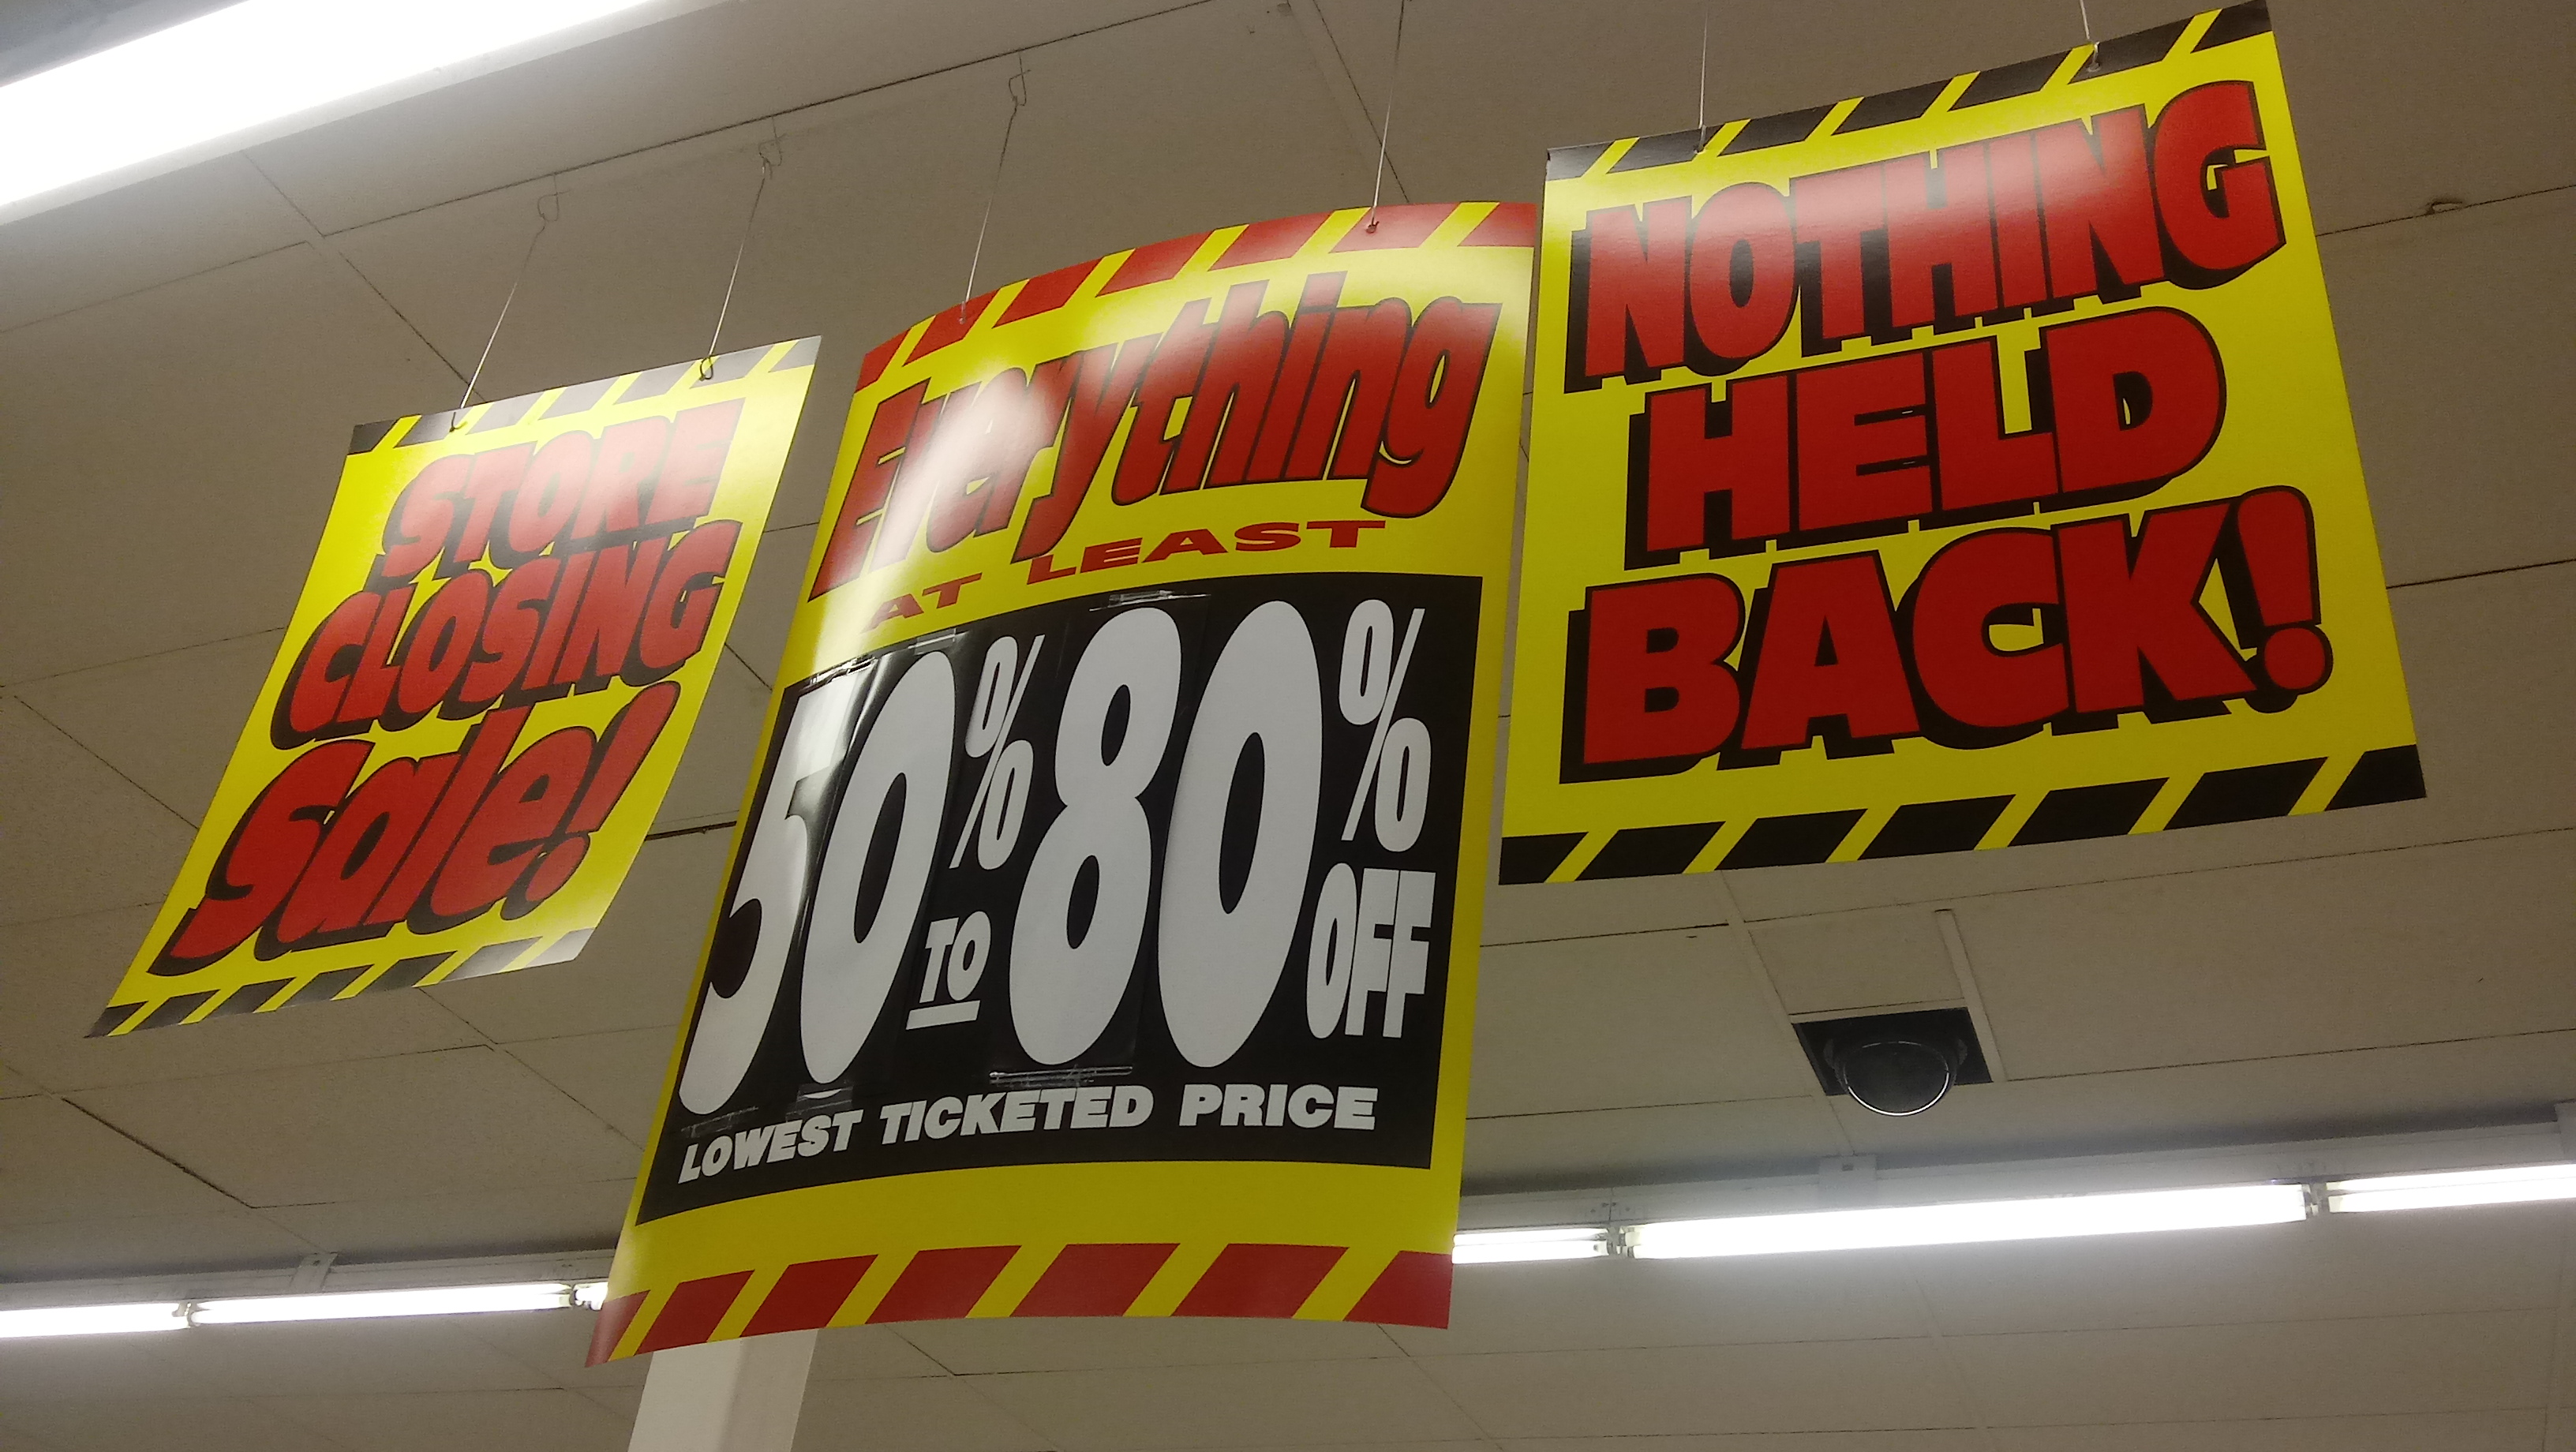 STORE
CLOSING
Sale!
Everything
AT LEAST
50% TO 80% OFF
LOWEST TICKETED PRICE
NOTHING
HELD
BACK!